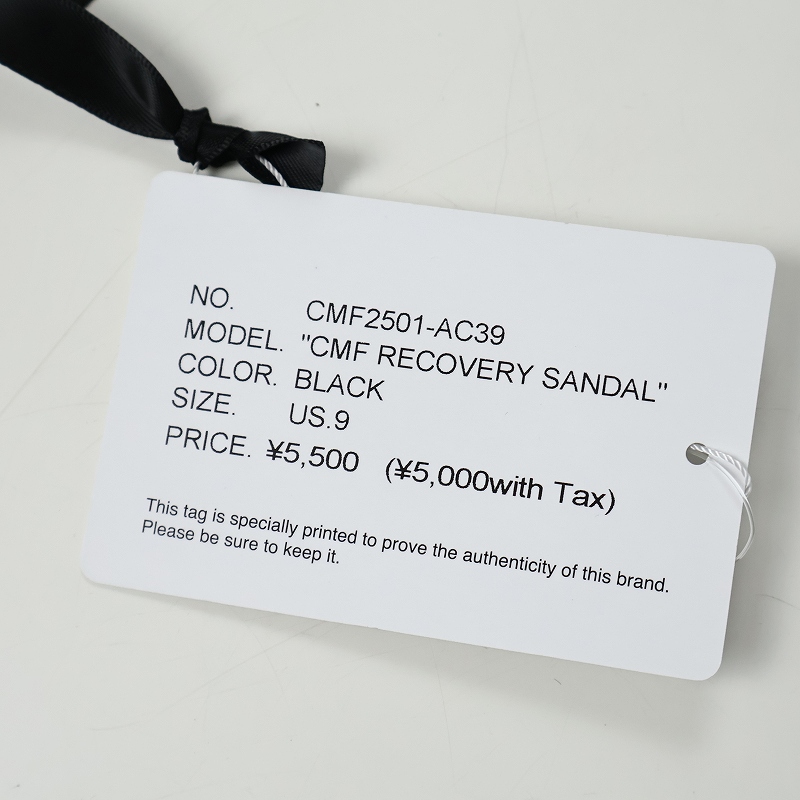 NO. CMF2501-AC39
MODEL. "CMF RECOVERY SANDAL"
COLOR. BLACK
SIZE. US.9
PRICE. ¥5,500 (¥5,000with Tax)
This tag is specially printed to prove the authenticity of this brand.
Please be sure to keep it.